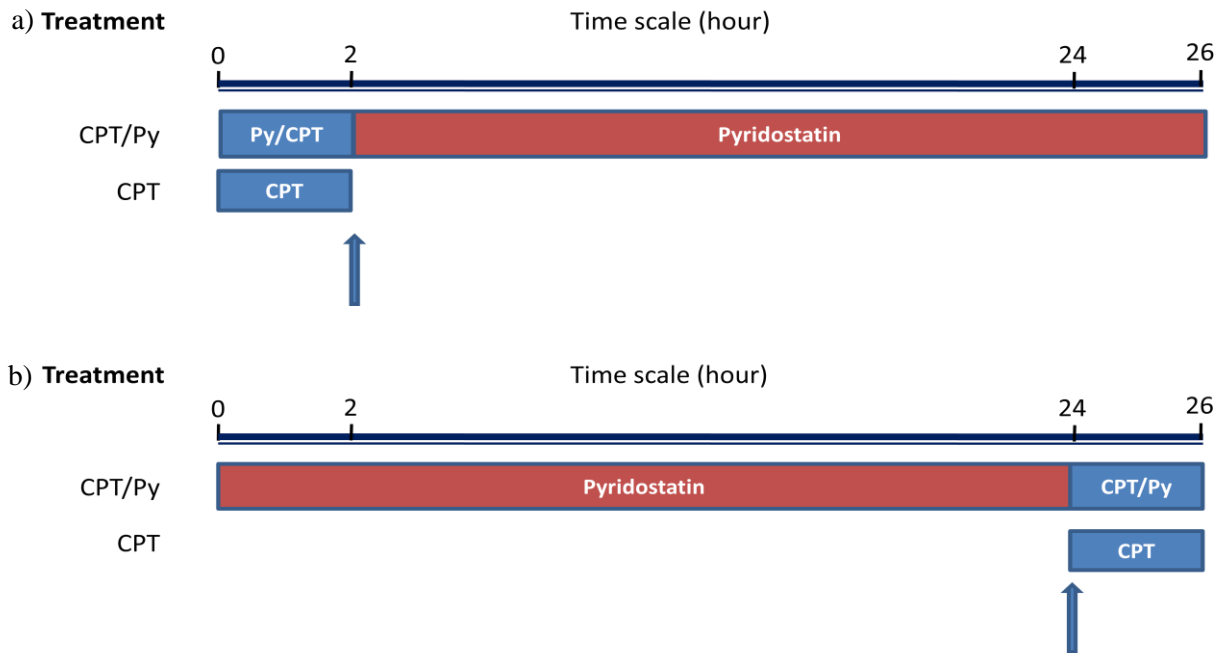 a) Treatment Time scale (hour)
0 2 24 26
CPT/Py Py/CPT Pyridostatin
CPT CPT
b) Treatment Time scale (hour)
0 2 24 26
CPT/Py Pyridostatin CPT/Py
CPT CPT